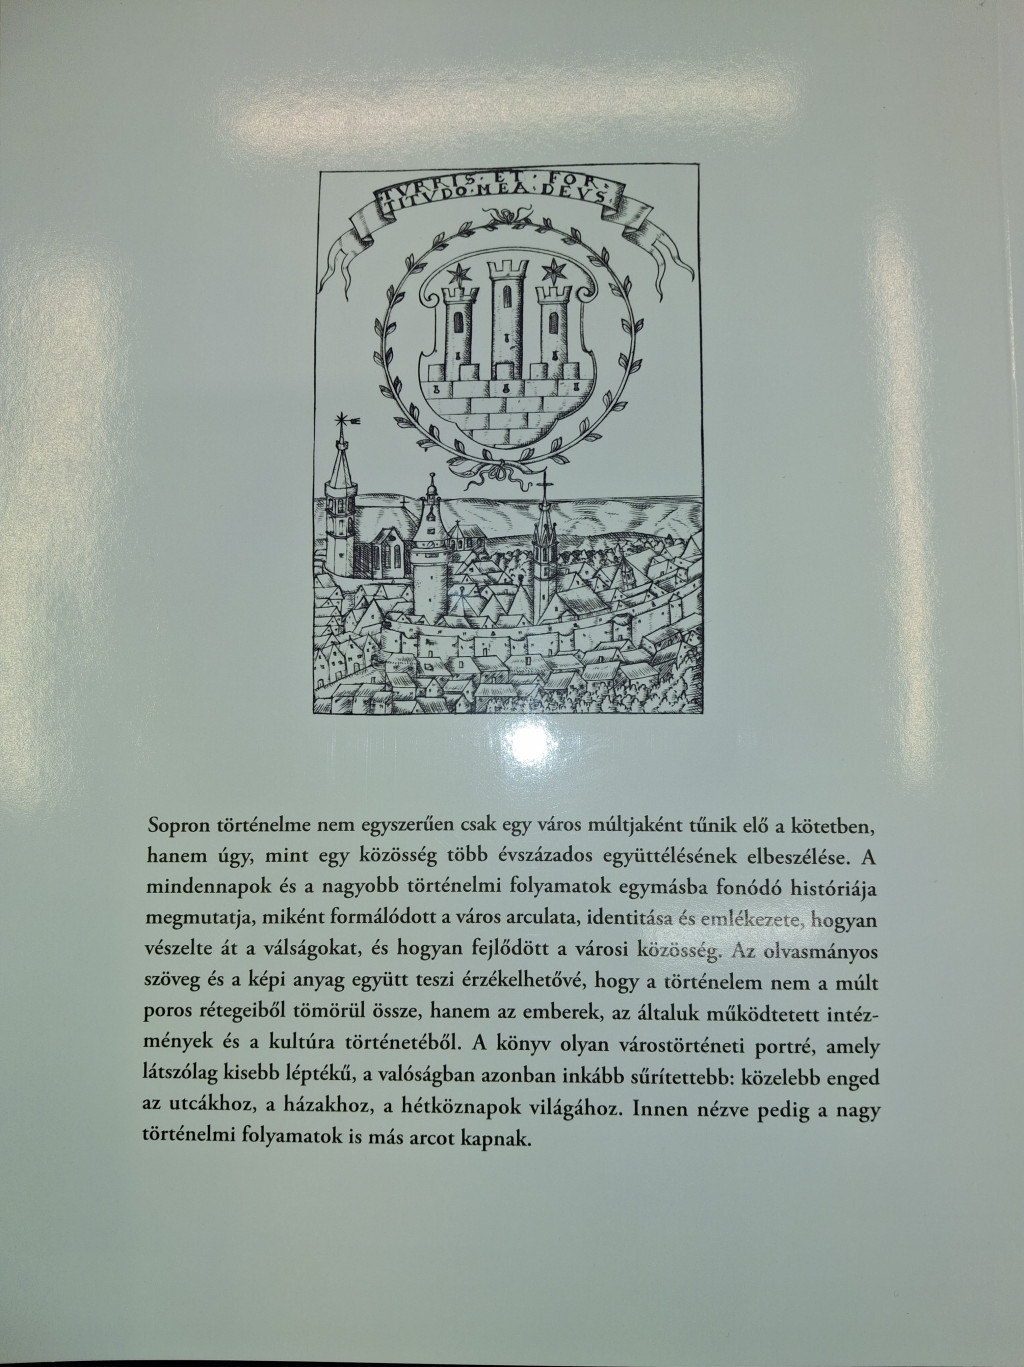 TVRRIS · ET · FOR·
TITVDO · MEA · DEVS ·
Sopron történelme nem egyszerűen csak egy város múltjaként tűnik elő a kötetben,
hanem úgy, mint egy közösség több évszázados együttélésének elbeszélése. A
mindennapok és a nagyobb történelmi folyamatok egymásba fonódó históriája
megmutatja, miként formálódott a város arculata, identitása és emlékezete, hogyan
vészelte át a válságokat, és hogyan fejlődött a városi közösség. Az olvasmányos
szöveg és a képi anyag együtt teszi érzékelhetővé, hogy a történelem nem a múlt
poros rétegeiből tömörül össze, hanem az emberek, az általuk működtetett intéz-
mények és a kultúra történetéből. A könyv olyan várostörténeti portré, amely
látszólag kisebb léptékű, a valóságban azonban inkább sűrítettebb: közelebb enged
az utcákhoz, a házakhoz, a hétköznapok világához. Innen nézve pedig a nagy
történelmi folyamatok is más arcot kapnak.